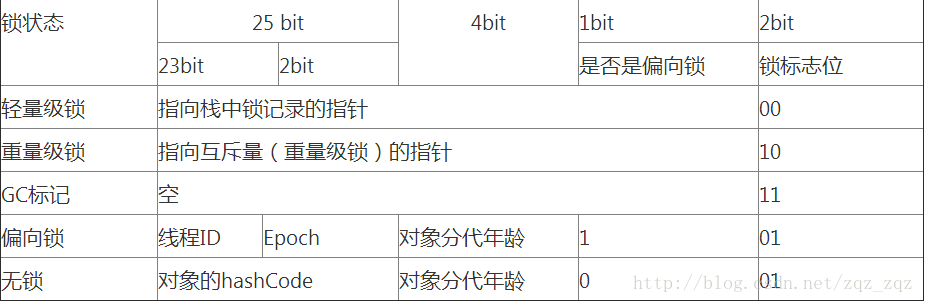 锁状态 25 bit 4bit 1bit 2bit
23bit 2bit 是否是偏向锁 锁标志位
轻量级锁 指向栈中锁记录的指针 00
重量级锁 指向互斥量（重量级锁）的指针 10
GC标记 空 11
偏向锁 线程ID Epoch 对象分代年龄 1 01
无锁 对象的hashCode 对象分代年龄 0 01
http://blog.csdn.net/zqz_zqz